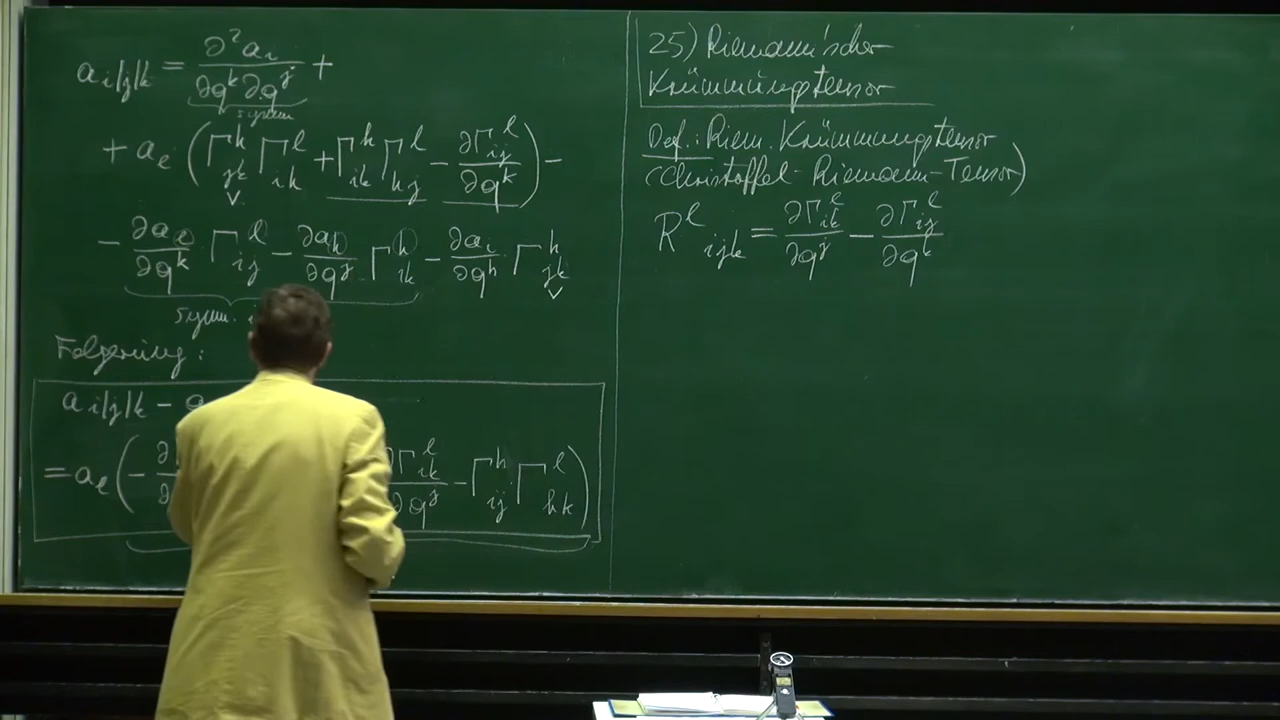 a_{i|j|k} = ∂²a_i / ∂q^k ∂q^j +
symm
+ a_l ( Γ^h_{jk} Γ^l_{ih} + Γ^h_{ik} Γ^l_{hj} − ∂Γ^l_{ij} / ∂q^k ) −
− ∂a_l / ∂q^k Γ^l_{ij} − ∂a_h / ∂q^j Γ^h_{ik} − ∂a_i / ∂q^h Γ^h_{jk}
symm.
Folgerung:
a_{i|j|k} − a
= a_l ( − ∂ ∂Γ^l_{ik} / ∂q^j − Γ^h_{ij} Γ^l_{hk} )
25) Riemann'scher
Krümmungstensor
Def.: Riem. Krümmungstensor
(Christoffel-Riemann-Tensor)
R^l_{ijk} = ∂Γ^l_{ik} / ∂q^j − ∂Γ^l_{ij} / ∂q^k